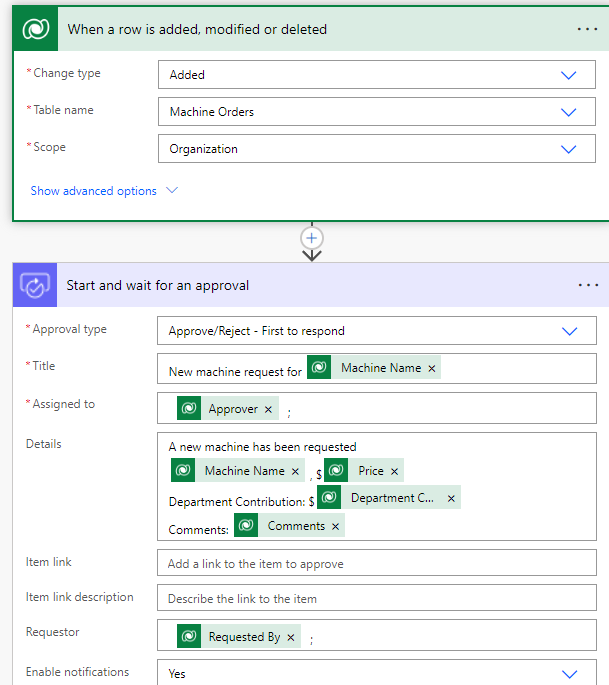 When a row is added, modified or deleted
* Change type Added
* Table name Machine Orders
* Scope Organization
Show advanced options
Start and wait for an approval
* Approval type Approve/Reject - First to respond
* Title New machine request for Machine Name ×
* Assigned to Approver × ;
Details A new machine has been requested
Machine Name × , $ Price ×
Department Contribution: $ Department C... ×
Comments: Comments ×
Item link Add a link to the item to approve
Item link description Describe the link to the item
Requestor Requested By × ;
Enable notifications Yes